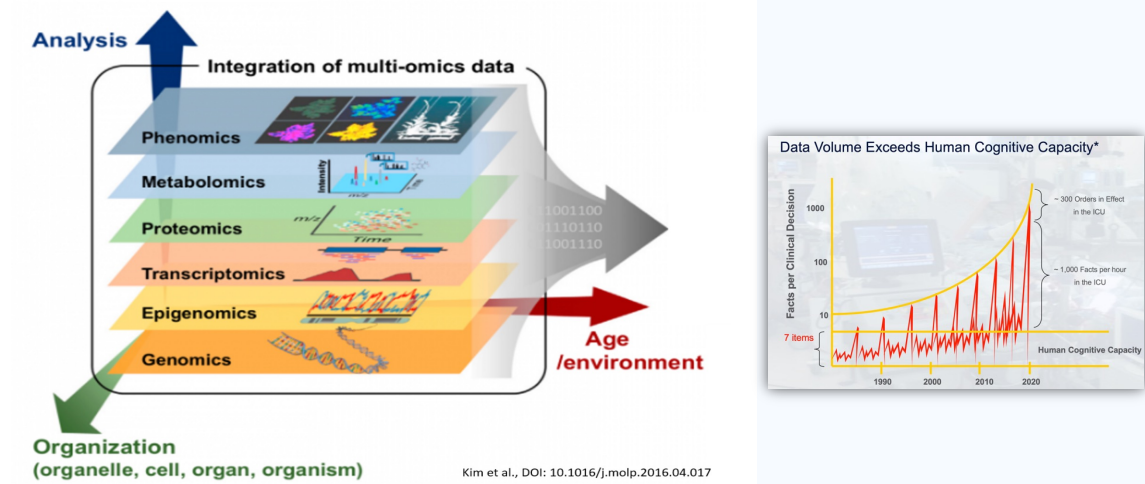 Analysis
Integration of multi-omics data
Phenomics
Metabolomics
Intensity
m/z
Proteomics
m/z
Time
Transcriptomics
Epigenomics
Genomics
11001100
01110110
11001110
Age
/environment
Organization
(organelle, cell, organ, organism)
Kim et al., DOI: 10.1016/j.molp.2016.04.017
Data Volume Exceeds Human Cognitive Capacity*
Facts per Clinical Decision
1000
100
10
7 items
~ 300 Orders in Effect
in the ICU
~ 1,000 Facts per hour
in the ICU
Human Cognitive Capacity
1990
2000
2010
2020